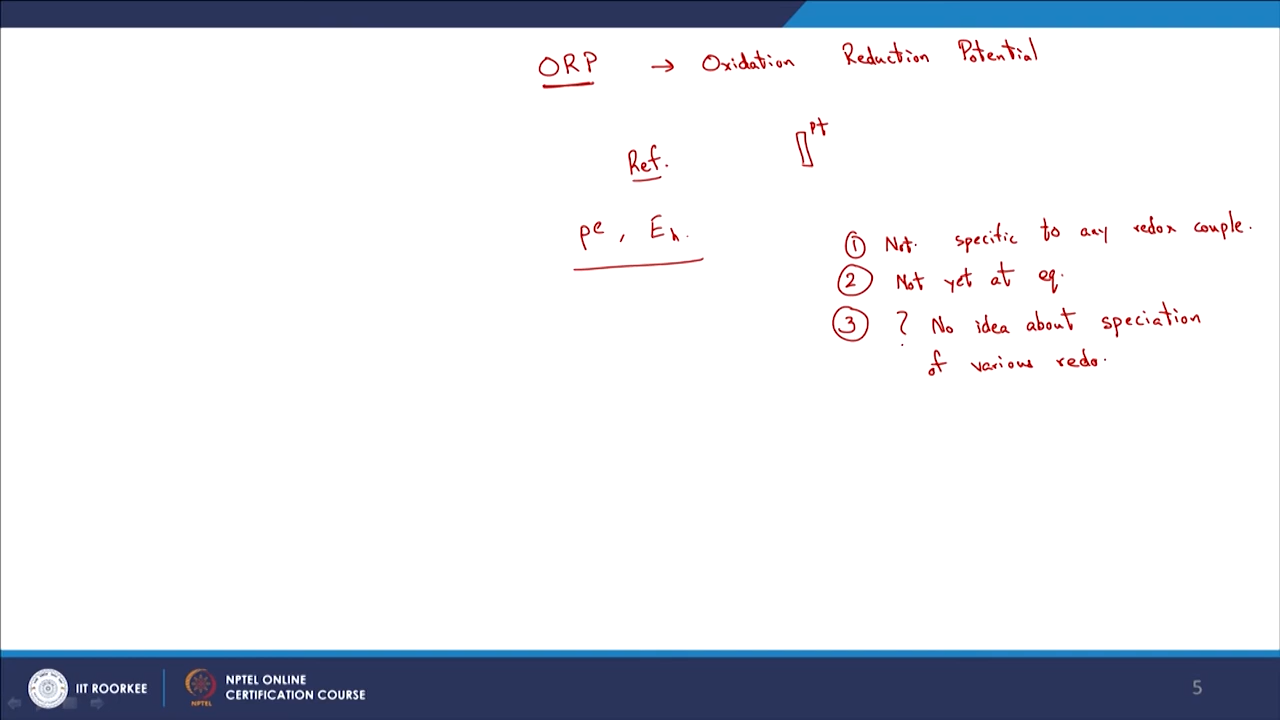 ORP → Oxidation Reduction Potential
Pt
Ref.
pe, Eh.
① Not. specific to any redox couple.
② Not yet at eq.
③ ? No idea about speciation
of various redo.
IIT ROORKEE
NPTEL
NPTEL ONLINE
CERTIFICATION COURSE
5